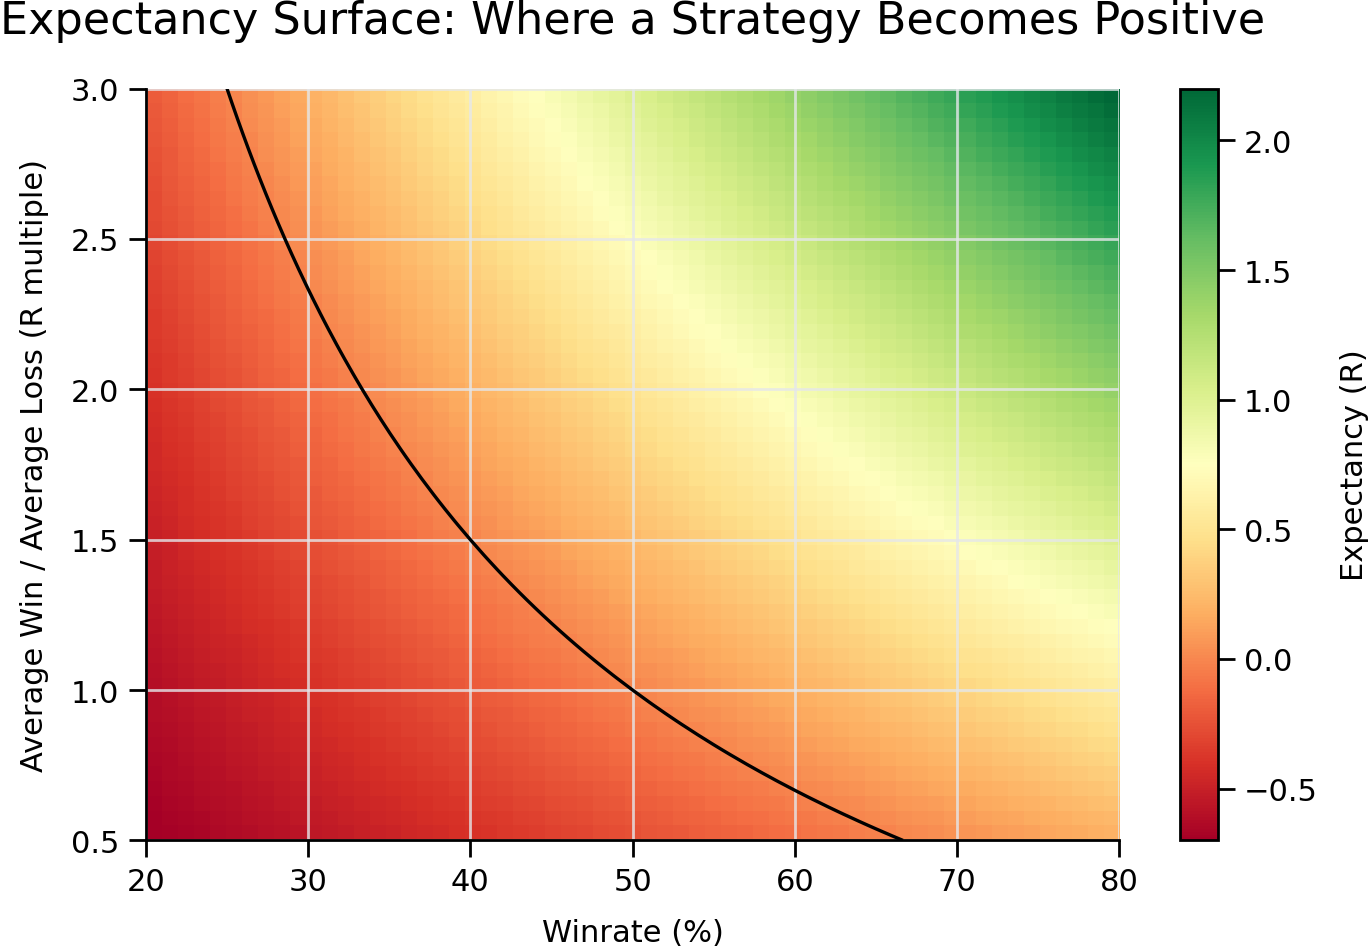 Expectancy Surface: Where a Strategy Becomes Positive
Average Win / Average Loss (R multiple)
3.0
2.5
2.0
1.5
1.0
0.5
20 30 40 50 60 70 80
Winrate (%)
2.0
1.5
1.0
0.5
0.0
−0.5
Expectancy (R)